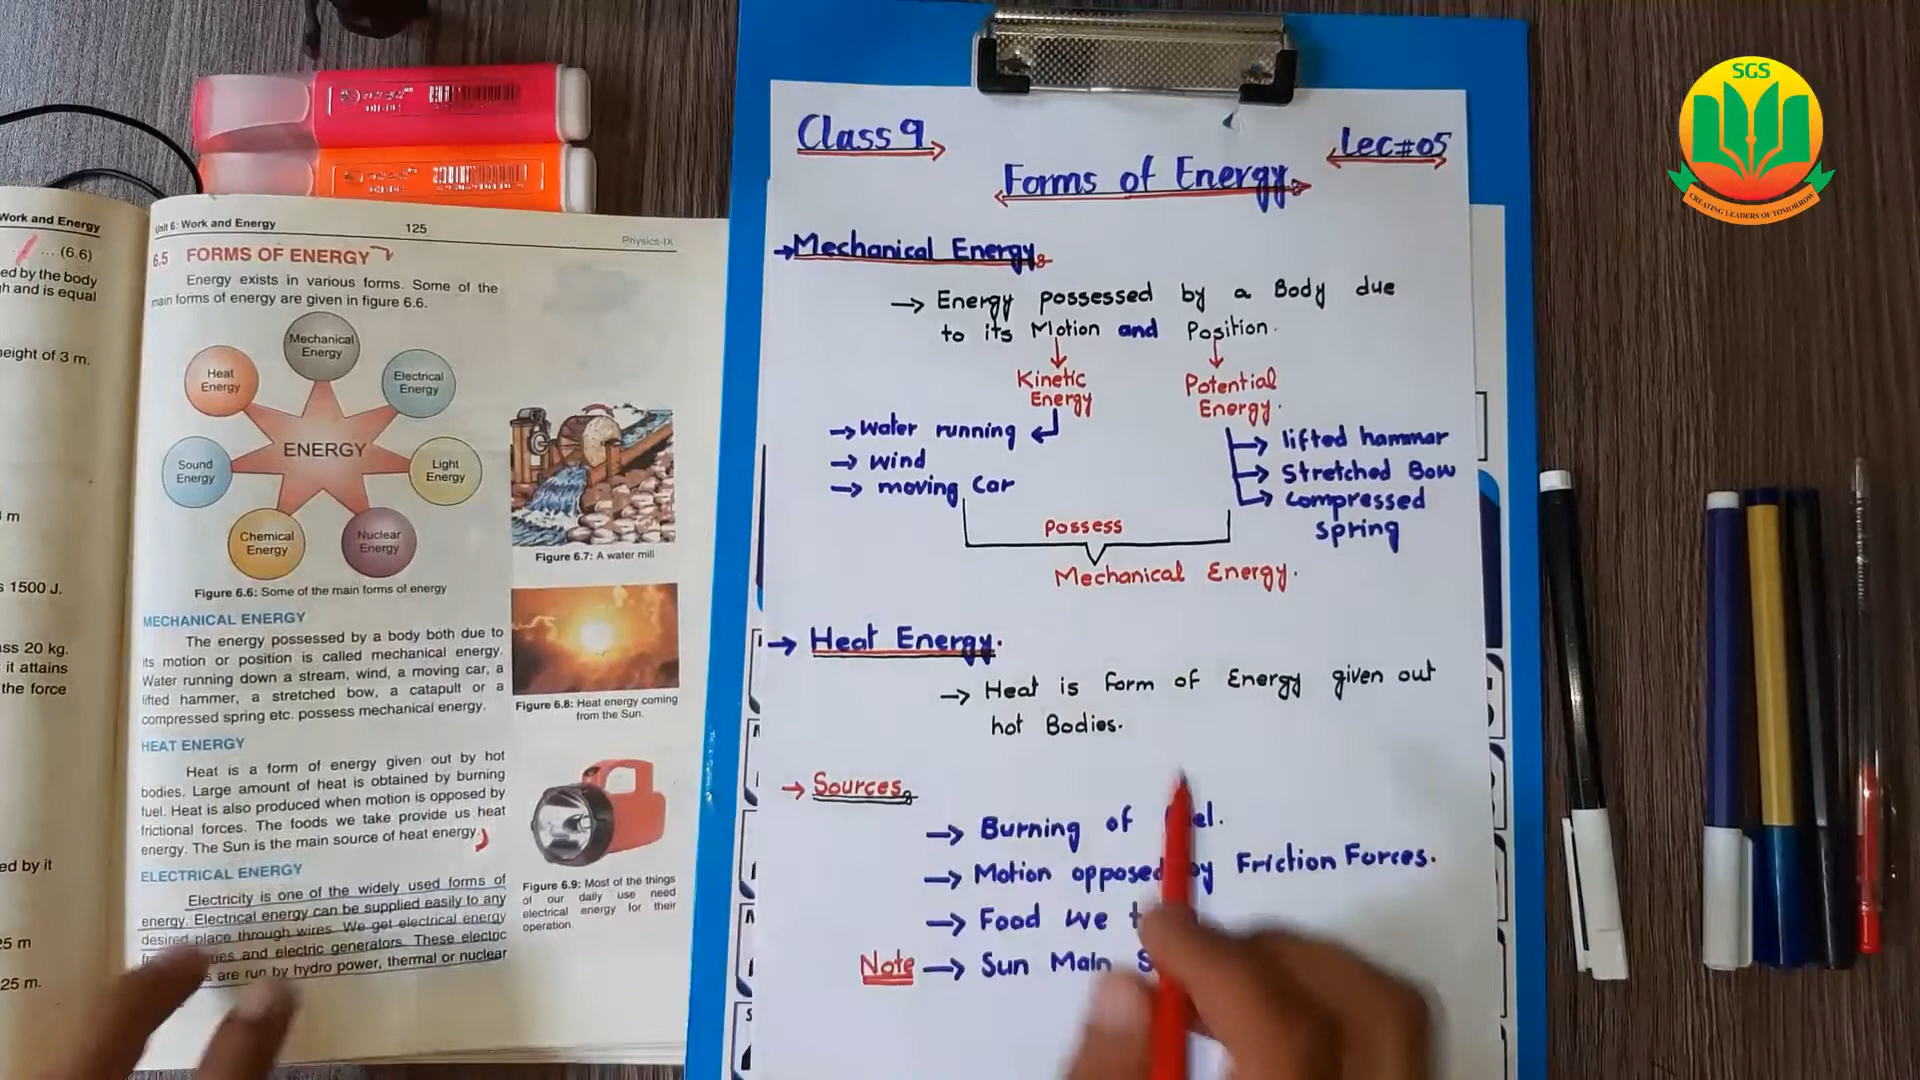 Work and Energy
... (6.6)
ed by the body
gh and is equal
height of 3 m.
m
s 1500 J.
ass 20 kg.
it attains
the force
ed by it
25 m
25 m.
Unit 6: Work and Energy
125
Physics-IX
6.5 FORMS OF ENERGY
Energy exists in various forms. Some of the
main forms of energy are given in figure 6.6.
Mechanical
Energy
Heat
Energy
Electrical
Energy
ENERGY
Sound
Energy
Light
Energy
Chemical
Energy
Nuclear
Energy
Figure 6.6: Some of the main forms of energy
MECHANICAL ENERGY
The energy possessed by a body both due to
its motion or position is called mechanical energy.
Water running down a stream, wind, a moving car, a
lifted hammer, a stretched bow, a catapult or a
compressed spring etc. possess mechanical energy.
HEAT ENERGY
Heat is a form of energy given out by hot
bodies. Large amount of heat is obtained by burning
fuel. Heat is also produced when motion is opposed by
frictional forces. The foods we take provide us heat
energy. The Sun is the main source of heat energy.
ELECTRICAL ENERGY
Electricity is one of the widely used forms of
energy. Electrical energy can be supplied easily to any
desired place through wires. We get electrical energy
and electric generators. These electric
are run by hydro power, thermal or nuclear
Figure 6.7: A water mill
Figure 6.8: Heat energy coming
from the Sun.
Figure 6.9: Most of the things
of our daily use need
electrical energy for their
operation.
Class 9
Lec#05
Forms of Energy
→Mechanical Energy
→ Energy possessed by a Body due
to its Motion and Position.
Kinetic
Energy
Potential
Energy.
→Water running
→ Wind
→ moving Car
→ lifted hammar
→ Stretched Bow
→ compressed
spring
Possess
Mechanical Energy.
→ Heat Energy.
→ Heat is form of Energy given out
hot Bodies.
→ Sources
→ Burning of
→ Motion opposed by Friction Forces.
→ Food we
Note → Sun Main
SGS
CREATING LEADERS OF TOMORROW